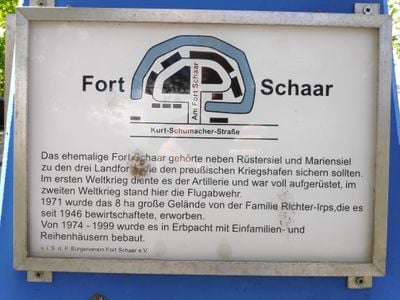 Fort Schaar
Am Fort Schaar
Kurt-Schumacher-Straße
Das ehemalige Fort Schaar gehörte neben Rüstersiel und Mariensiel
zu den drei Landforts, die den preußischen Kriegshafen sichern sollten.
Im ersten Weltkrieg diente es der Artillerie und war voll aufgerüstet, im
zweiten Weltkrieg stand hier die Flugabwehr.
1971 wurde das 8 ha große Gelände von der Familie Richter-Irps,die es
seit 1946 bewirtschaftete, erworben.
Von 1974 - 1999 wurde es in Erbpacht mit Einfamilien- und
Reihenhäusern bebaut.
v. i. S. d. P. Bürgerverein Fort Schaar e.V.